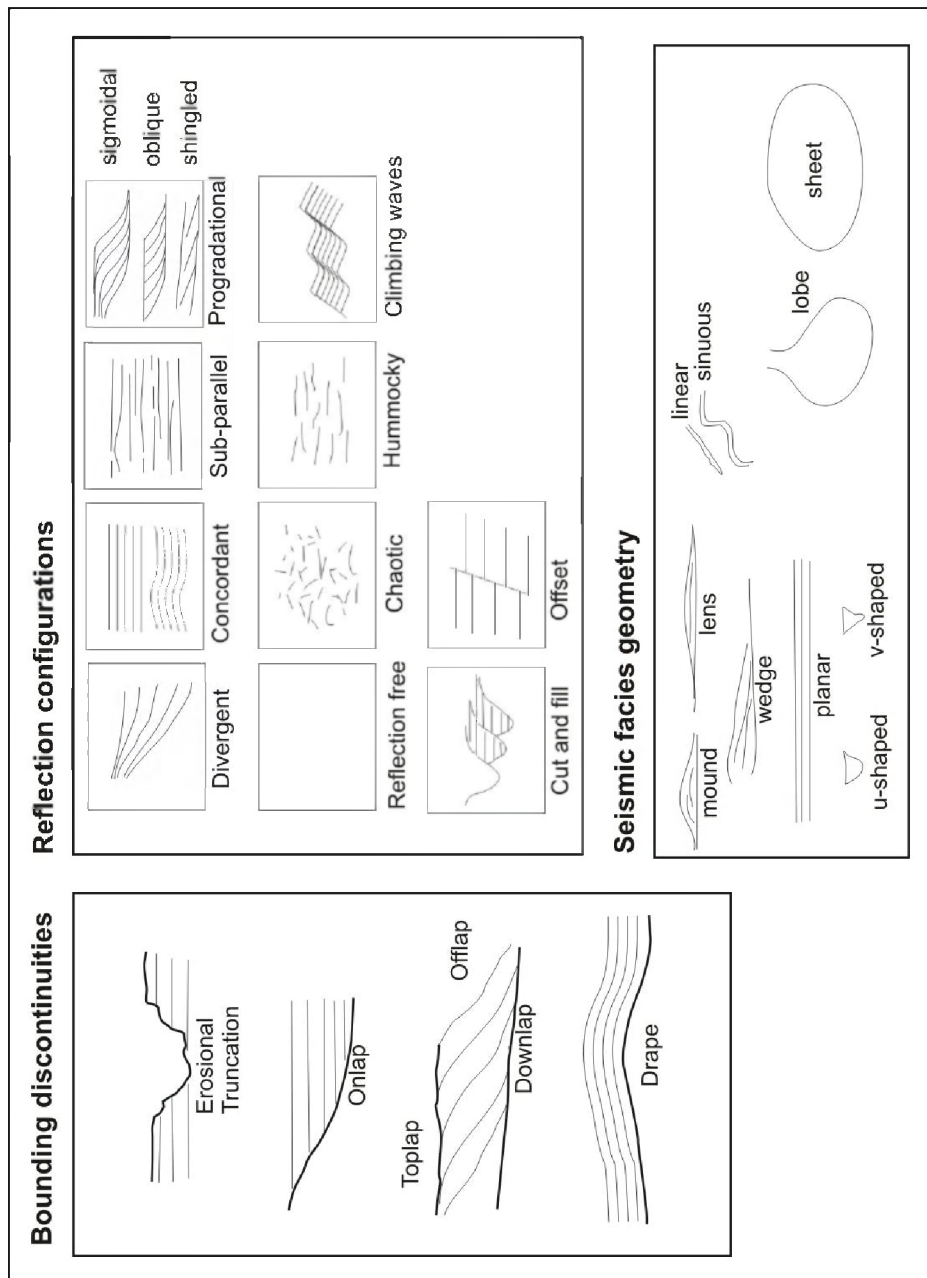 Bounding discontinuities
Erosional
Truncation
Onlap
Toplap
Offlap
Downlap
Drape
Reflection configurations
Divergent
Concordant
Sub-parallel
Progradational
sigmoidal
oblique
shingled
Reflection free
Chaotic
Hummocky
Climbing waves
Cut and fill
Offset
Seismic facies geometry
mound
lens
wedge
planar
u-shaped
v-shaped
linear
sinuous
lobe
sheet